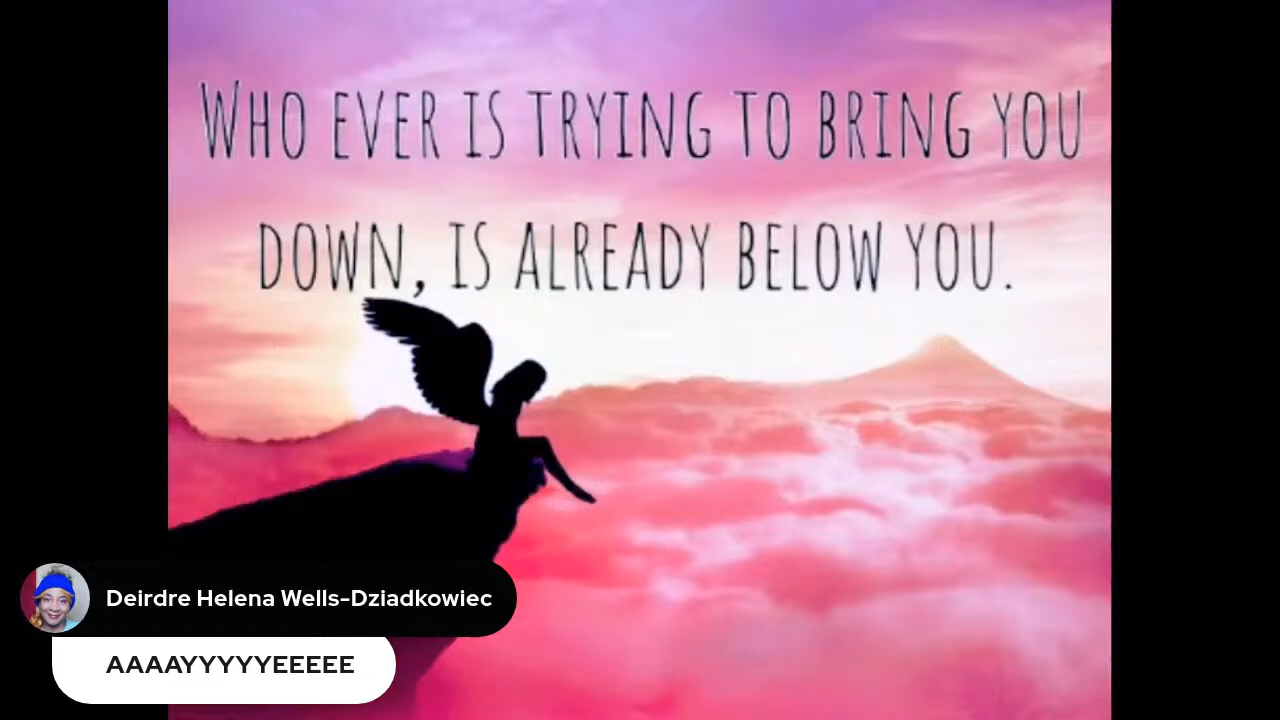 WHO EVER IS TRYING TO BRING YOU
DOWN, IS ALREADY BELOW YOU.
Deirdre Helena Wells-Dziadkowiec
AAAAYYYYYEEEEE